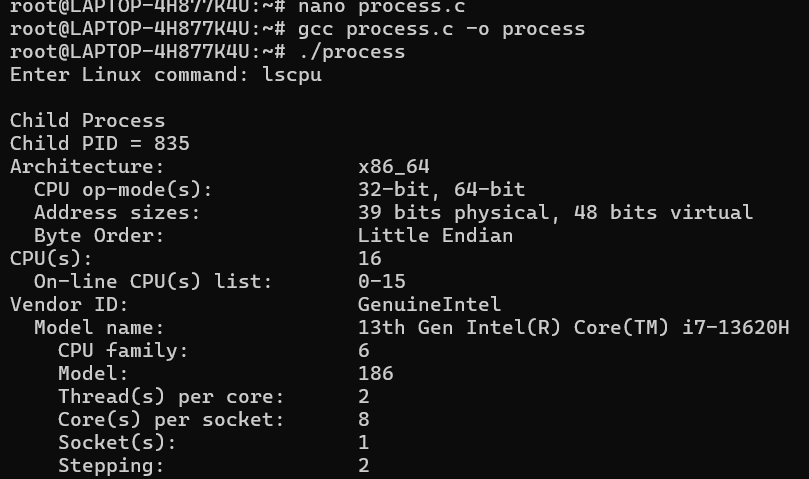 root@LAPTOP-4H877K4U:~# nano process.c
root@LAPTOP-4H877K4U:~# gcc process.c -o process
root@LAPTOP-4H877K4U:~# ./process
Enter Linux command: lscpu
Child Process
Child PID = 835
Architecture: x86_64
CPU op-mode(s): 32-bit, 64-bit
Address sizes: 39 bits physical, 48 bits virtual
Byte Order: Little Endian
CPU(s): 16
On-line CPU(s) list: 0-15
Vendor ID: GenuineIntel
Model name: 13th Gen Intel(R) Core(TM) i7-13620H
CPU family: 6
Model: 186
Thread(s) per core: 2
Core(s) per socket: 8
Socket(s): 1
Stepping: 2